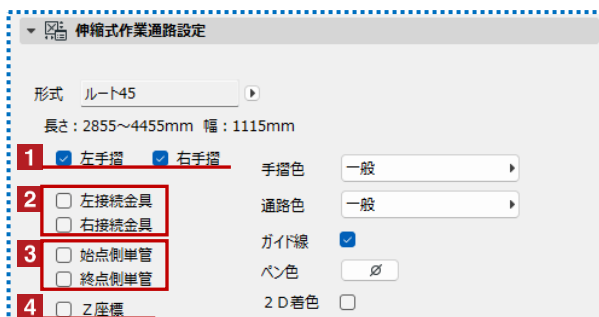 伸縮式作業通路設定
形式 ルート45
長さ：2855～4455mm 幅：1115mm
1 左手摺 右手摺
手摺色 一般
2 左接続金具
右接続金具
通路色 一般
3 始点側単管
終点側単管
ガイド線
ペン色
4 Z座標
2D着色